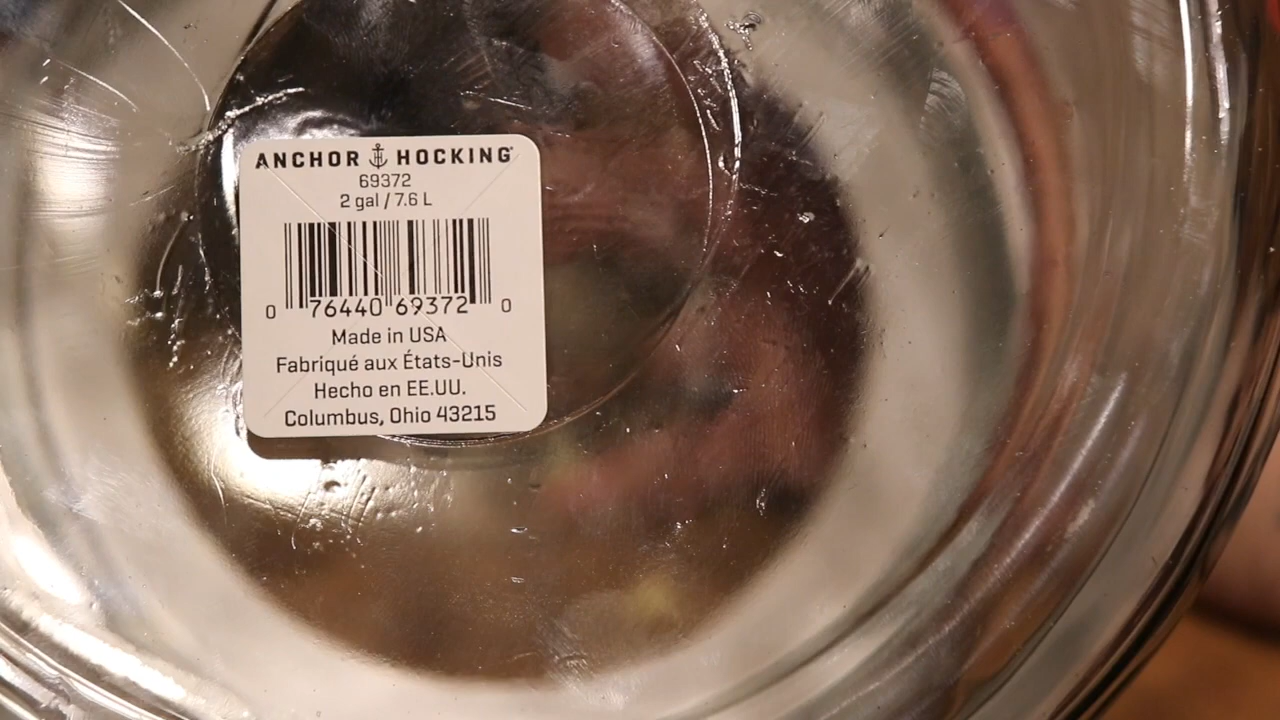 ANCHOR HOCKING®
69372
2 gal / 7.6 L
0 76440 69372 0
Made in USA
Fabriqué aux États-Unis
Hecho en EE.UU.
Columbus, Ohio 43215